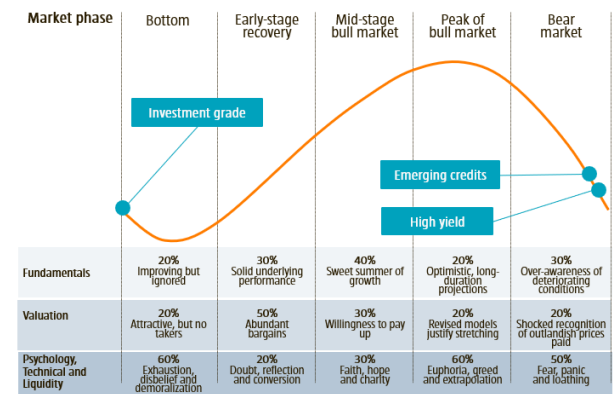 Market phase
Bottom
Early-stage
recovery
Mid-stage
bull market
Peak of
bull market
Bear
market
Investment grade
Emerging credits
High yield
Fundamentals
20%
Improving but
ignored
30%
Solid underlying
performance
40%
Sweet summer of
growth
20%
Optimistic, long-
duration
projections
30%
Over-awareness of
deteriorating
conditions
Valuation
20%
Attractive, but no
takers
50%
Abundant
bargains
30%
Willingness to pay
up
20%
Revised models
justify stretching
20%
Shocked recognition
of outlandish prices
paid
Psychology,
Technical and
Liquidity
60%
Exhaustion,
disbelief and
demoralization
20%
Doubt, reflection
and conversion
30%
Faith, hope
and charity
60%
Euphoria, greed
and extrapolation
50%
Fear, panic
and loathing